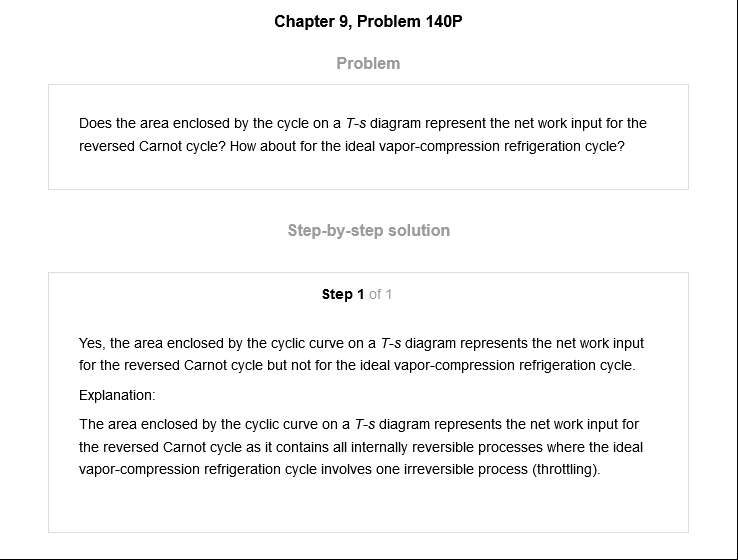 Chapter 9, Problem 140P
Problem
Does the area enclosed by the cycle on a T-s diagram represent the net work input for the
reversed Carnot cycle? How about for the ideal vapor-compression refrigeration cycle?
Step-by-step solution
Step 1 of 1
Yes, the area enclosed by the cyclic curve on a T-s diagram represents the net work input
for the reversed Carnot cycle but not for the ideal vapor-compression refrigeration cycle.
Explanation:
The area enclosed by the cyclic curve on a T-s diagram represents the net work input for
the reversed Carnot cycle as it contains all internally reversible processes where the ideal
vapor-compression refrigeration cycle involves one irreversible process (throttling).